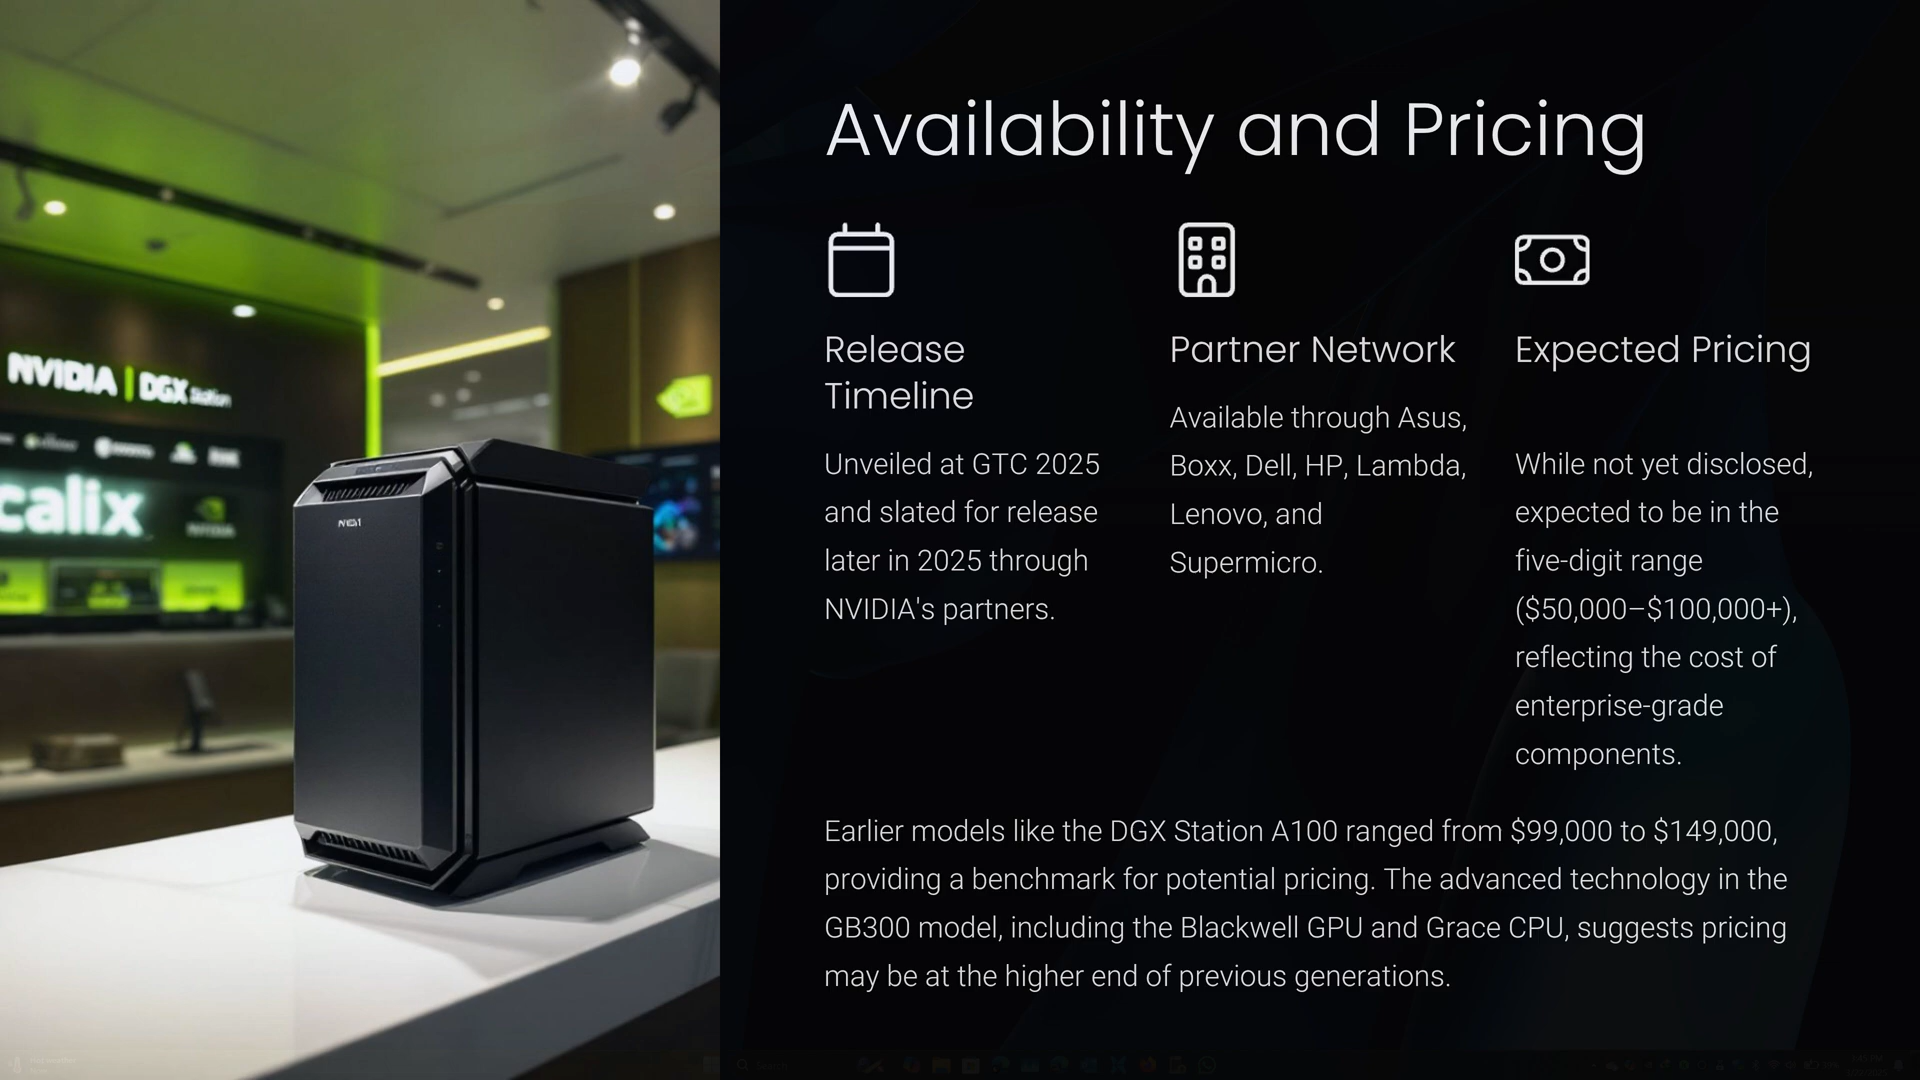 NVIDIA | DGX Station
calix
NVIDIA
Availability and Pricing
Release
Timeline
Unveiled at GTC 2025
and slated for release
later in 2025 through
NVIDIA's partners.
Partner Network
Available through Asus,
Boxx, Dell, HP, Lambda,
Lenovo, and
Supermicro.
Expected Pricing
While not yet disclosed,
expected to be in the
five-digit range
($50,000–$100,000+),
reflecting the cost of
enterprise-grade
components.
Earlier models like the DGX Station A100 ranged from $99,000 to $149,000,
providing a benchmark for potential pricing. The advanced technology in the
GB300 model, including the Blackwell GPU and Grace CPU, suggests pricing
may be at the higher end of previous generations.